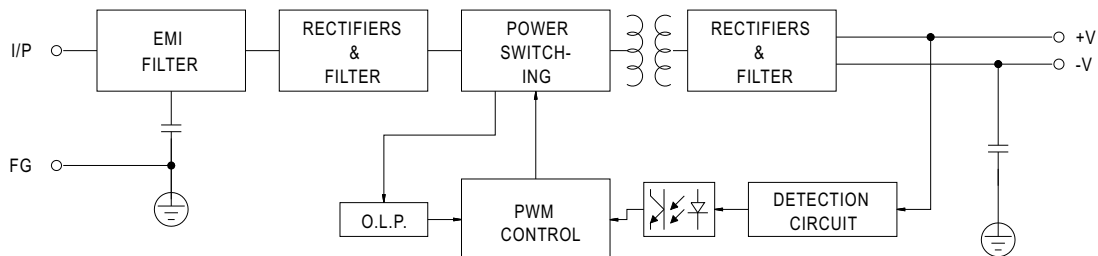 I/P
EMI
FILTER
RECTIFIERS
&
FILTER
POWER
SWITCH-
ING
RECTIFIERS
&
FILTER
+V
-V
FG
O.L.P.
PWM
CONTROL
DETECTION
CIRCUIT